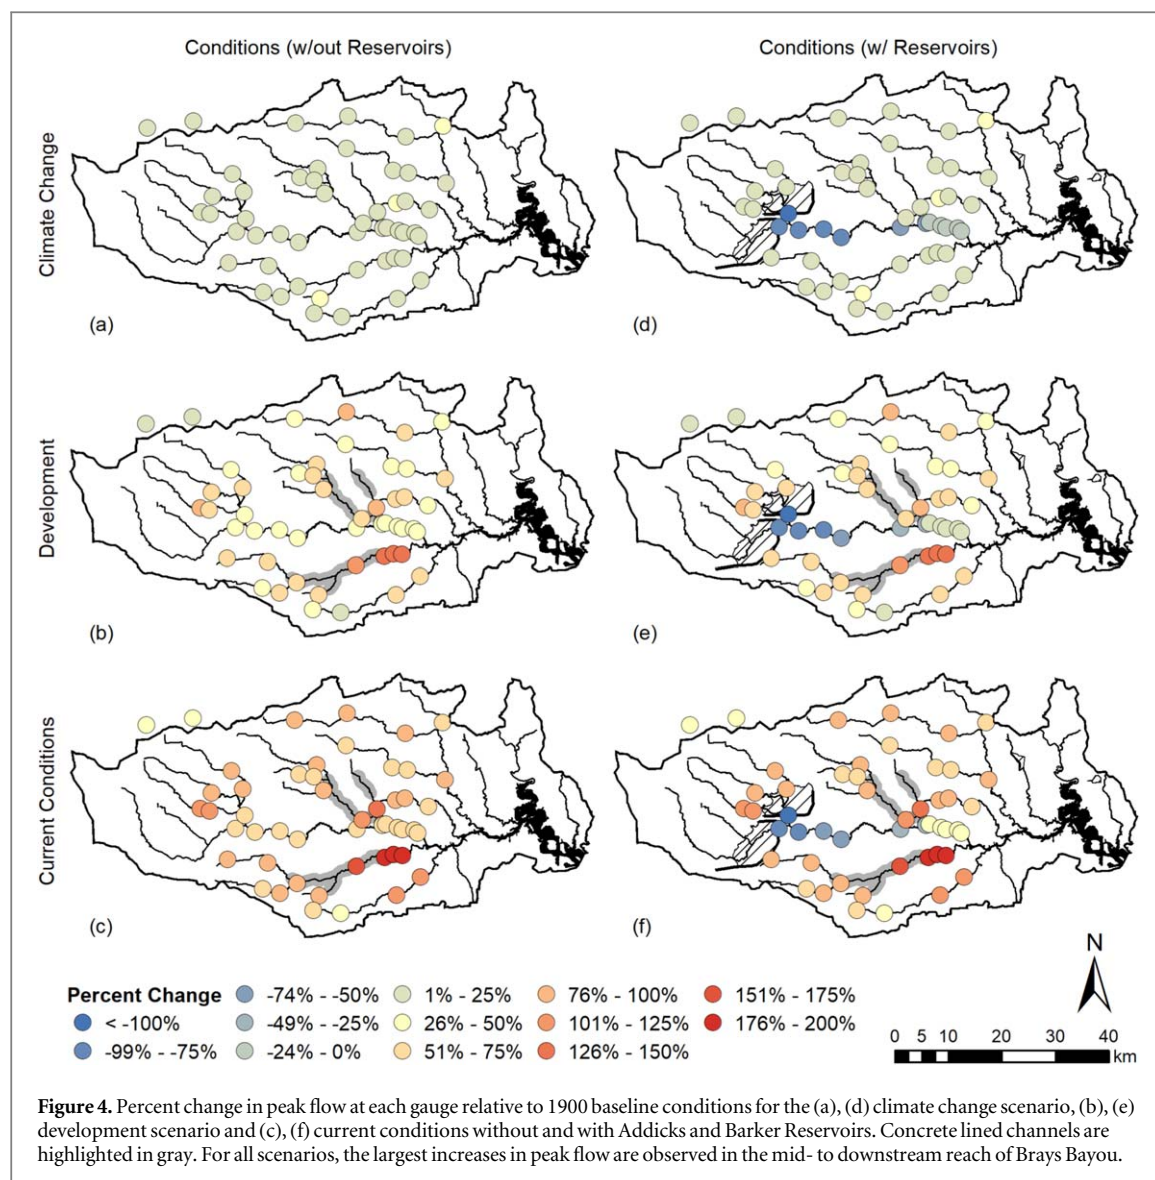 Conditions (w/out Reservoirs)
Conditions (w/ Reservoirs)
Climate Change
(a)
(d)
Development
(b)
(e)
Current Conditions
(c)
(f)
N
Percent Change
< -100%
-99% - -75%
-74% - -50%
-49% - -25%
-24% - 0%
1% - 25%
26% - 50%
51% - 75%
76% - 100%
101% - 125%
126% - 150%
151% - 175%
176% - 200%
0 5 10 20 30 40
km
Figure 4. Percent change in peak flow at each gauge relative to 1900 baseline conditions for the (a), (d) climate change scenario, (b), (e)
development scenario and (c), (f) current conditions without and with Addicks and Barker Reservoirs. Concrete lined channels are
highlighted in gray. For all scenarios, the largest increases in peak flow are observed in the mid- to downstream reach of Brays Bayou.